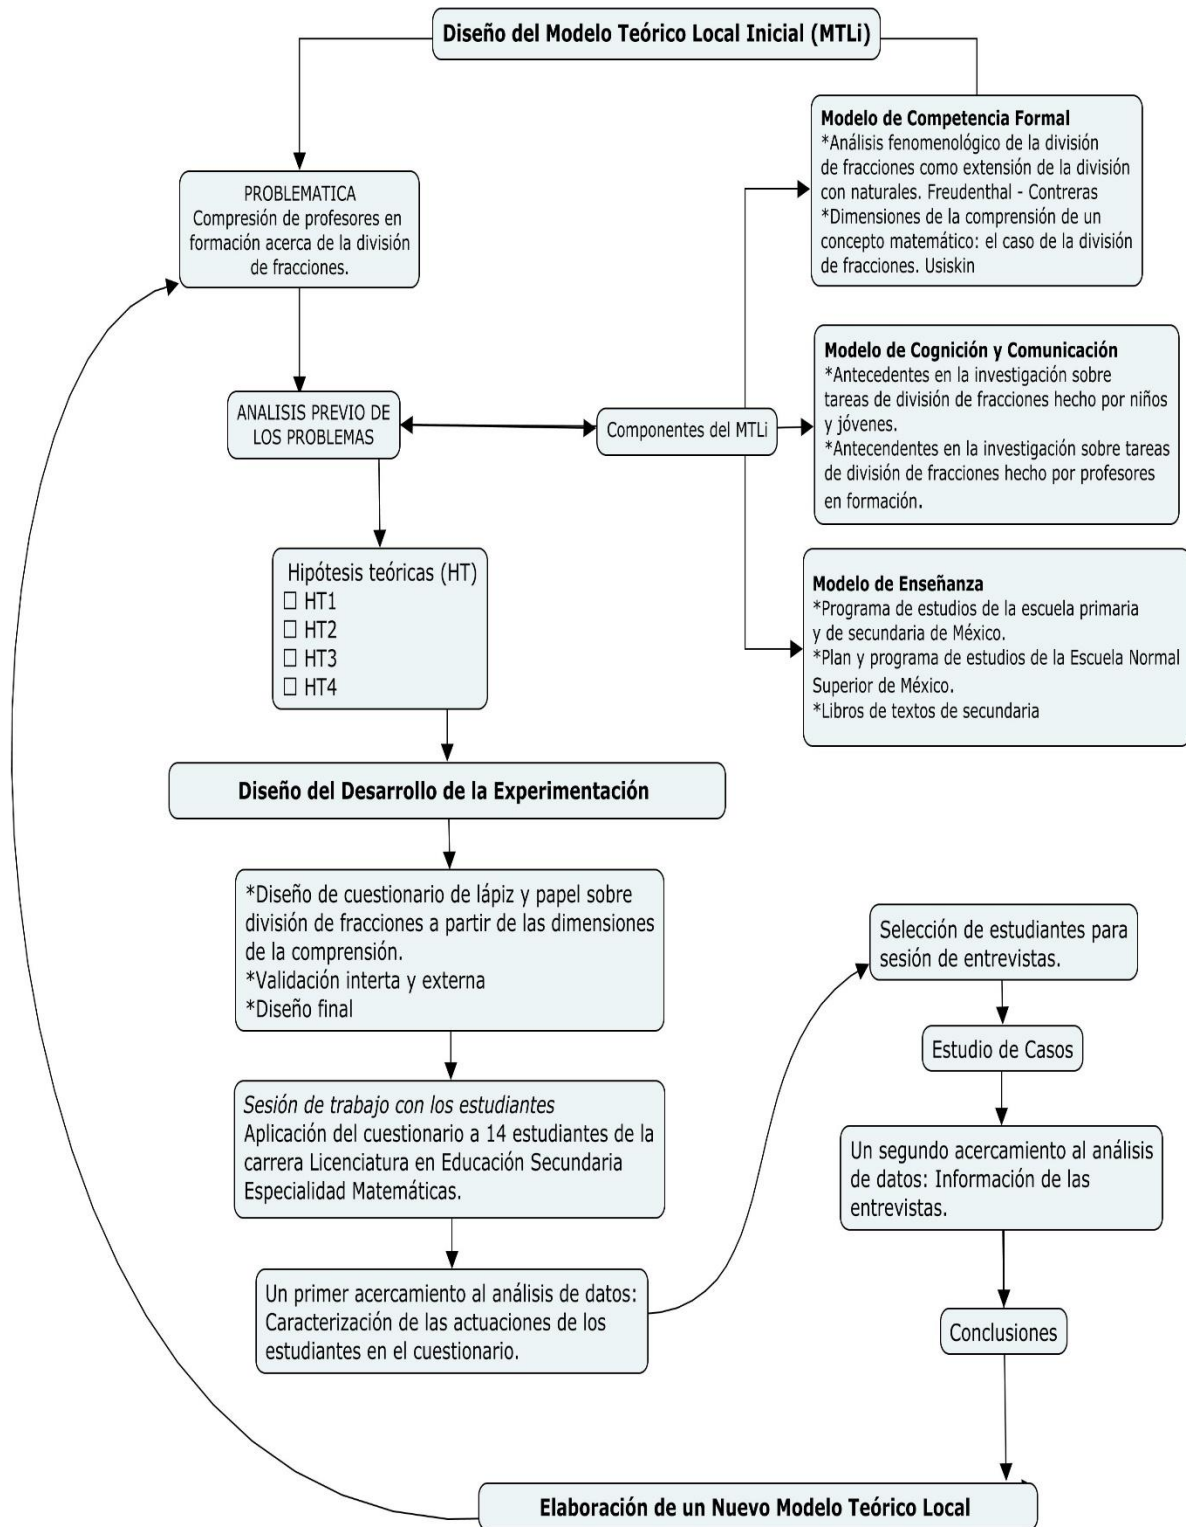 Diseño del Modelo Teórico Local Inicial (MTLi)
PROBLEMATICA
Compresión de profesores en
formación acerca de la división
de fracciones.
ANALISIS PREVIO DE
LOS PROBLEMAS
Componentes del MTLi
Modelo de Competencia Formal
*Análisis fenomenológico de la división
de fracciones como extensión de la división
con naturales. Freudenthal - Contreras
*Dimensiones de la comprensión de un
concepto matemático: el caso de la división
de fracciones. Usiskin
Modelo de Cognición y Comunicación
*Antecedentes en la investigación sobre
tareas de división de fracciones hecho por niños
y jóvenes.
*Antencendentes en la investigación sobre tareas
de división de fracciones hecho por profesores
en formación.
Modelo de Enseñanza
*Programa de estudios de la escuela primaria
y de secundaria de México.
*Plan y programa de estudios de la Escuela Normal
Superior de México.
*Libros de textos de secundaria
Hipótesis teóricas (HT)
□ HT1
□ HT2
□ HT3
□ HT4
Diseño del Desarrollo de la Experimentación
*Diseño de cuestionario de lápiz y papel sobre
división de fracciones a partir de las dimensiones
de la comprensión.
*Validación interta y externa
*Diseño final
Sesión de trabajo con los estudiantes
Aplicación del cuestionario a 14 estudiantes de la
carrera Licenciatura en Educación Secundaria
Especialidad Matemáticas.
Un primer acercamiento al análisis de datos:
Caracterización de las actuaciones de los
estudiantes en el cuestionario.
Selección de estudiantes para
sesión de entrevistas.
Estudio de Casos
Un segundo acercamiento al análisis
de datos: Información de las
entrevistas.
Conclusiones
Elaboración de un Nuevo Modelo Teórico Local